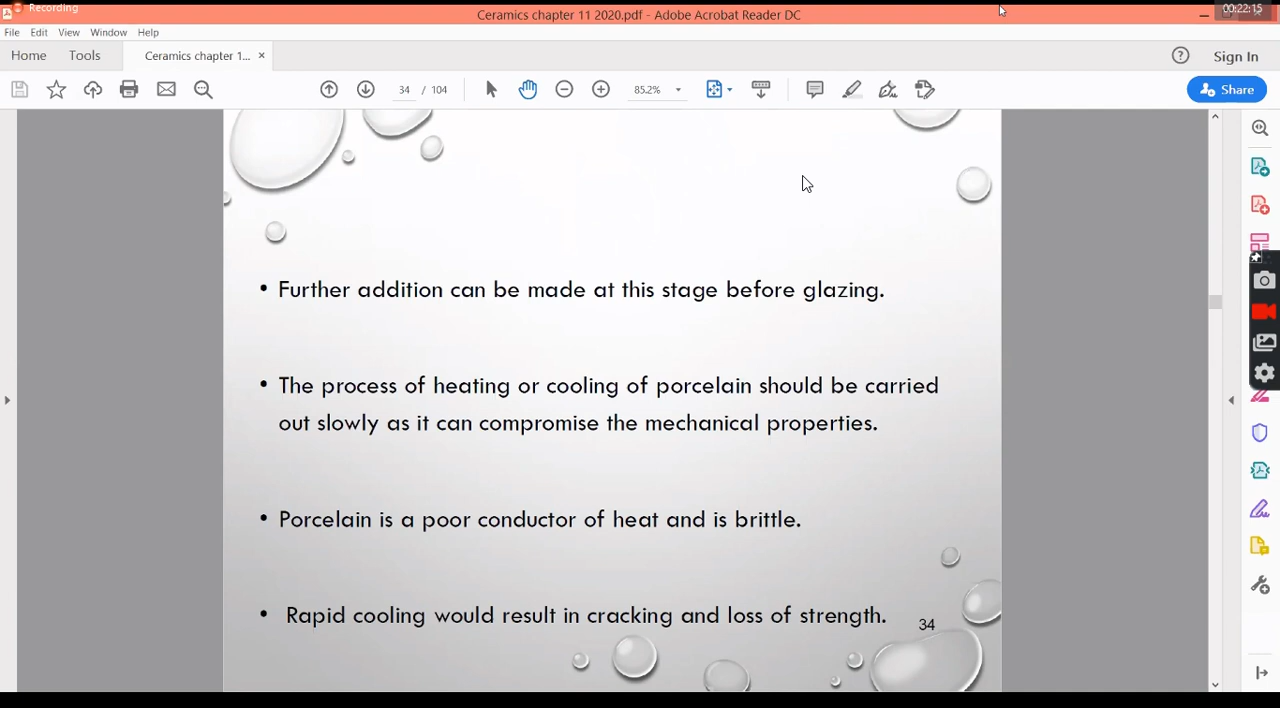 Recording
Ceramics chapter 11 2020.pdf - Adobe Acrobat Reader DC
00:22:15
File Edit View Window Help
Home Tools Ceramics chapter 1... × Sign In
34 / 104 85.2% Share
• Further addition can be made at this stage before glazing.
• The process of heating or cooling of porcelain should be carried
out slowly as it can compromise the mechanical properties.
• Porcelain is a poor conductor of heat and is brittle.
• Rapid cooling would result in cracking and loss of strength.
34